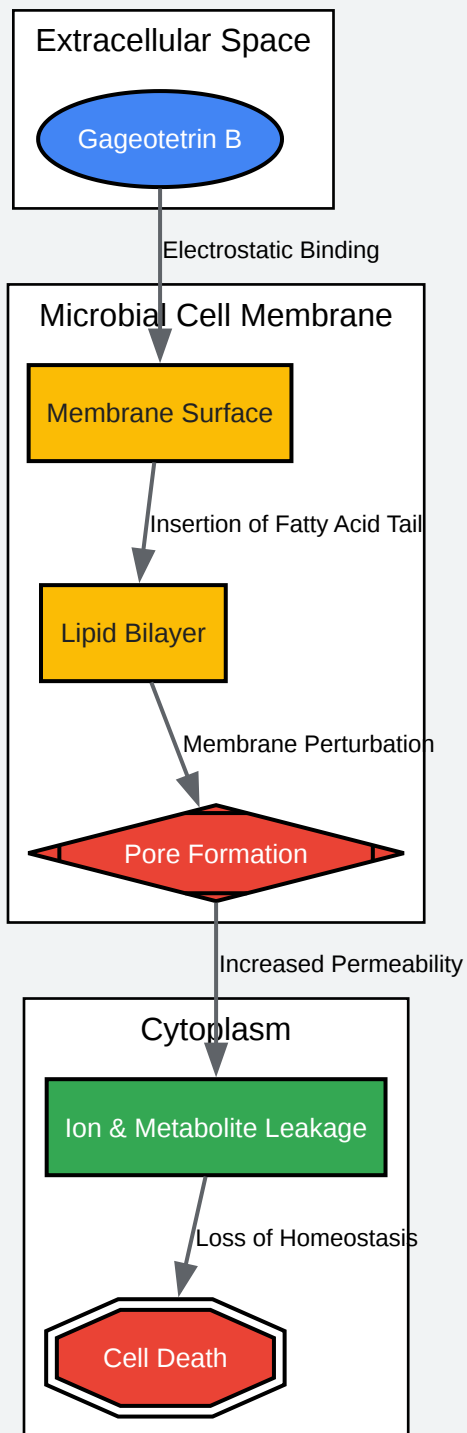 Extracellular Space
Gageotetrin B
Electrostatic Binding
Microbial Cell Membrane
Membrane Surface
Insertion of Fatty Acid Tail
Lipid Bilayer
Membrane Perturbation
Pore Formation
Increased Permeability
Cytoplasm
Ion & Metabolite Leakage
Loss of Homeostasis
Cell Death